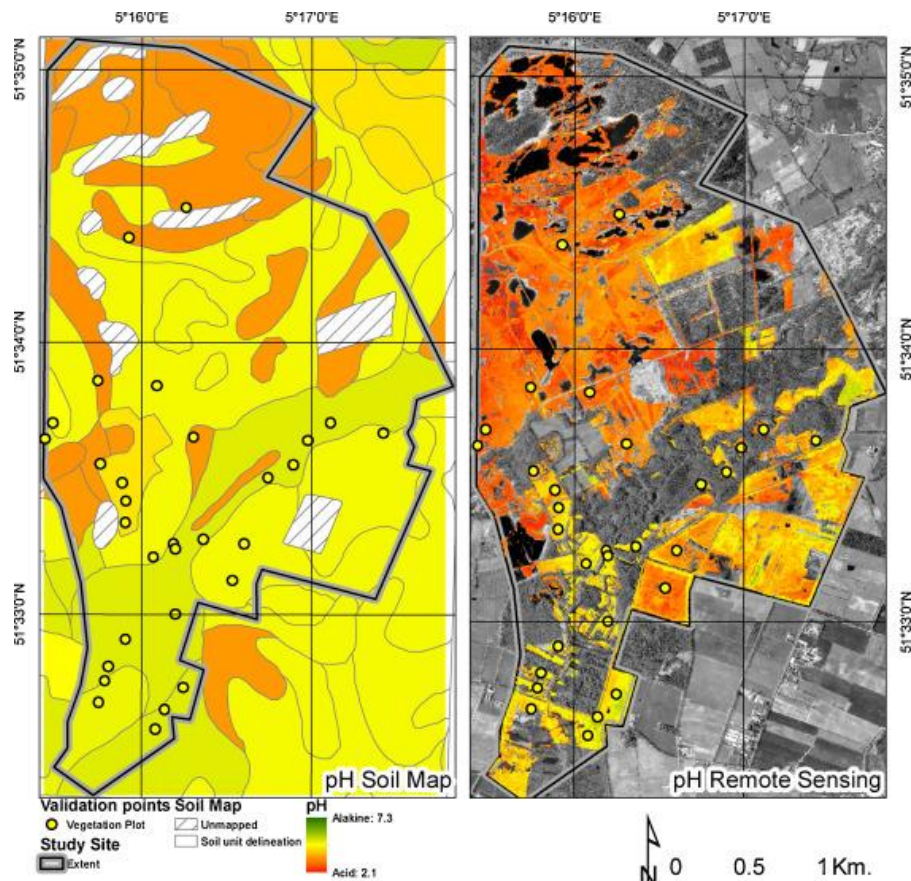 5°16'0"E 5°17'0"E 5°16'0"E 5°17'0"E
51°35'0"N 51°35'0"N
51°34'0"N 51°34'0"N
51°33'0"N 51°33'0"N
pH Soil Map pH Remote Sensing
Validation points Soil Map pH
Vegetation Plot Unmapped Alakine: 7.3
Study Site Soil unit delineation
Extent Acid: 2.1
N 0 0.5 1Km.